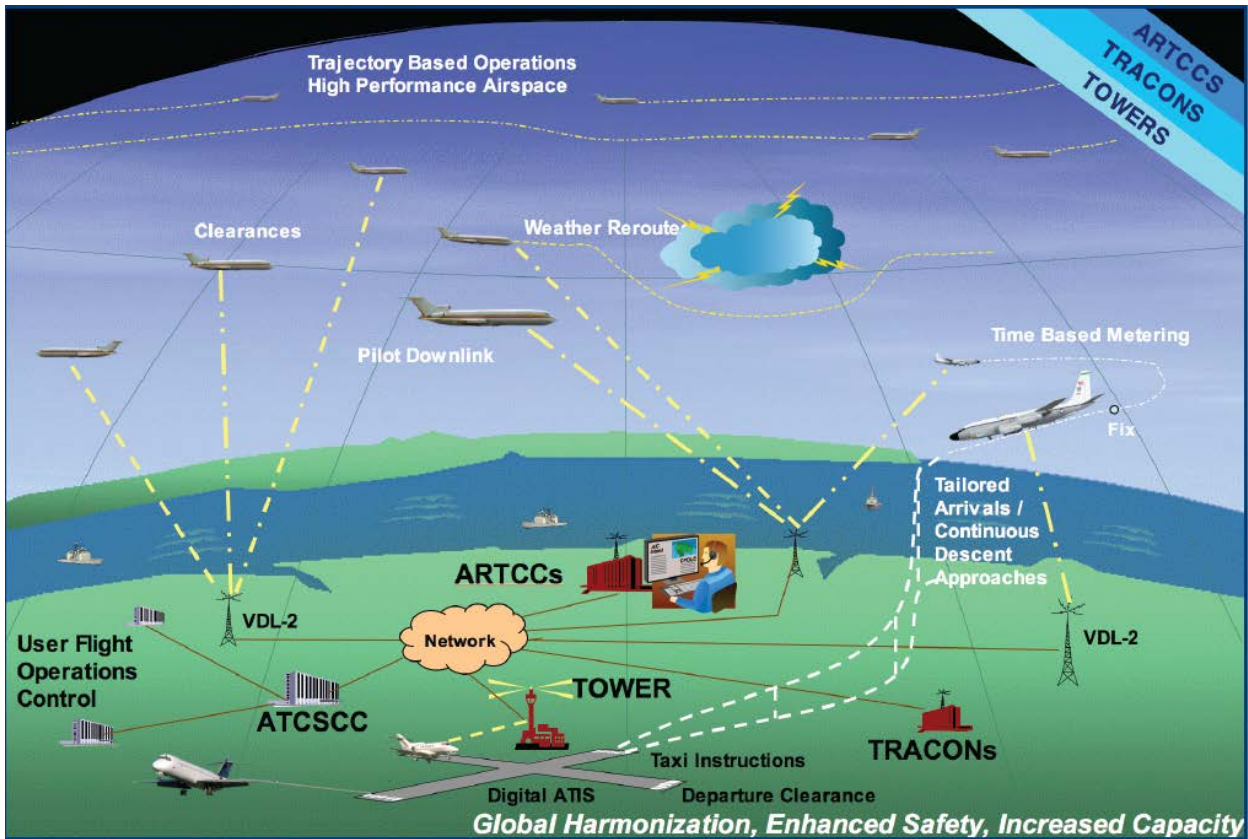 Trajectory Based Operations
High Performance Airspace
ARTCCS
TRACONS
TOWERS
Clearances
Weather Reroute
Pilot Downlink
Time Based Metering
Fix
Tailored
Arrivals /
Continuous
Descent
Approaches
ARTCCs
VDL-2
Network
VDL-2
User Flight
Operations
Control
ATCSCC
TOWER
TRACONs
Taxi Instructions
Digital ATIS
Departure Clearance
Global Harmonization, Enhanced Safety, Increased Capacity